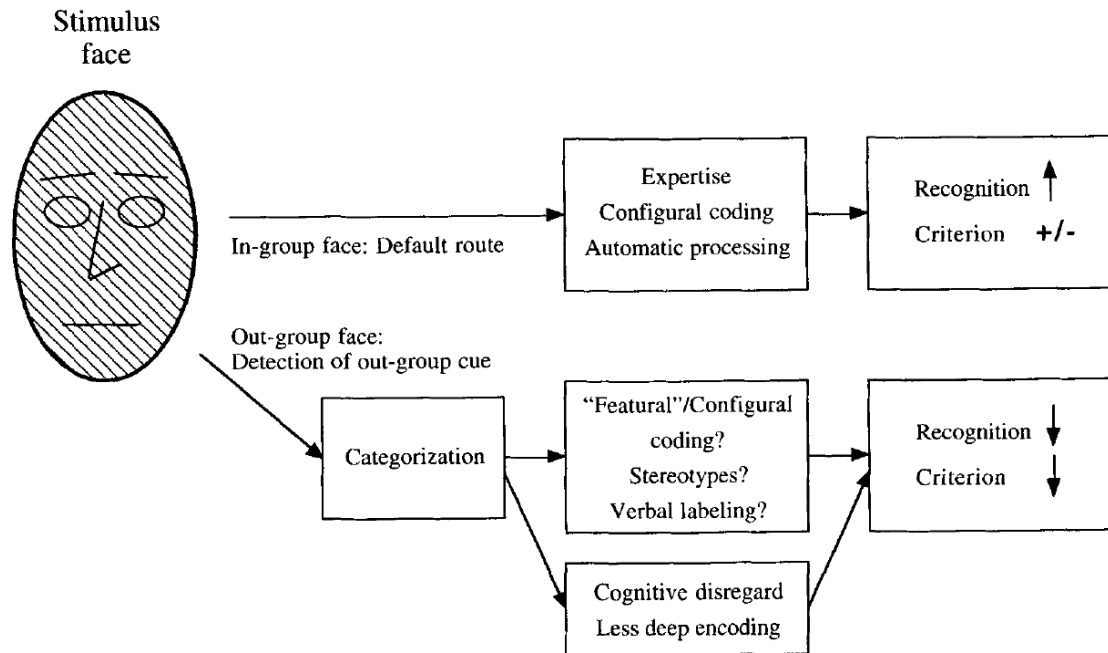 Stimulus
face
In-group face: Default route
Expertise
Configural coding
Automatic processing
Recognition ↑
Criterion +/-
Out-group face:
Detection of out-group cue
Categorization
“Featural”/Configural
coding?
Stereotypes?
Verbal labeling?
Cognitive disregard
Less deep encoding
Recognition ↓
Criterion ↓